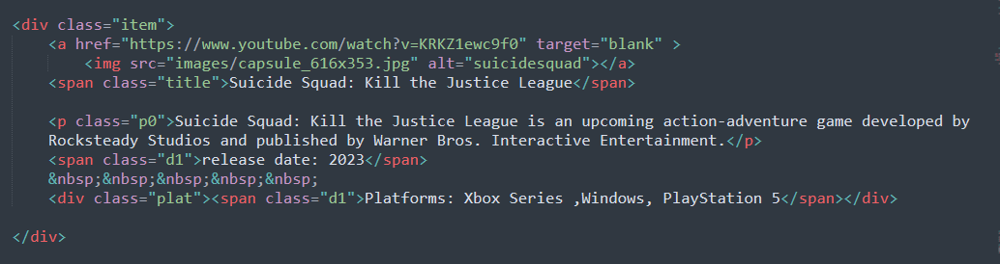 <div class="item">
<a href="https://www.youtube.com/watch?v=KRKZ1ewc9f0" target="blank" >
<img src="images/capsule_616x353.jpg" alt="suicidesquad"></a>
<span class="title">Suicide Squad: Kill the Justice League</span>
<p class="p0">Suicide Squad: Kill the Justice League is an upcoming action-adventure game developed by
Rocksteady Studios and published by Warner Bros. Interactive Entertainment.</p>
<span class="d1">release date: 2023</span>
&nbsp;&nbsp;&nbsp;&nbsp;&nbsp;
<div class="plat"><span class="d1">Platforms: Xbox Series ,Windows, PlayStation 5</span></div>
</div>